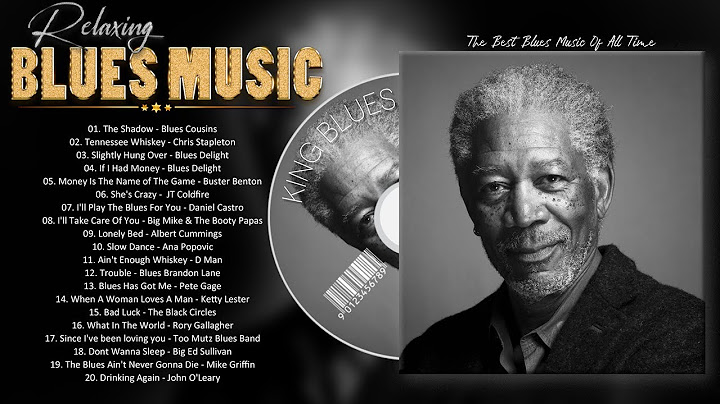 Relaxing
BLUES MUSIC
01. The Shadow - Blues Cousins
02. Tennessee Whiskey - Chris Stapleton
03. Slightly Hung Over - Blues Delight
04. If I Had Money - Blues Delight
05. Money Is The Name of The Game - Buster Benton
06. She's Crazy - JT Coldfire
07. I'll Play The Blues For You - Daniel Castro
08. I'll Take Care Of You - Big Mike & The Booty Papas
09. Lonely Bed - Albert Cummings
10. Slow Dance - Ana Popovic
11. Ain't Enough Whiskey - D Man
12. Trouble - Blues Brandon Lane
13. Blues Has Got Me - Pete Gage
14. When A Woman Loves A Man - Ketty Lester
15. Bad Luck - The Black Circles
16. What In The World - Rory Gallagher
17. Since I've been loving you - Too Mutz Blues Band
18. Dont Wanna Sleep - Big Ed Sullivan
19. The Blues Ain't Never Gonna Die - Mike Griffin
20. Drinking Again - John O'Leary
KING BLUES
9 0123456789
The Best Blues Music Of All Time